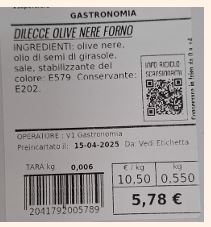 GASTRONOMIA
DILECCE OLIVE NERE FORNO
INGREDIENTI: olive nere,
olio di semi di girasole,
sale, stabilizzante del
colore: E579. Conservante:
E202.
INFO RICICLO
SCANSIONAMI
OPERATORE : V1 Gastronomia
Preincartato il: 15-04-2025 Da: Vedi Etichetta
TARA kg 0,006
€ / kg kg
10,50 0,550
5,78 €
2041792005789